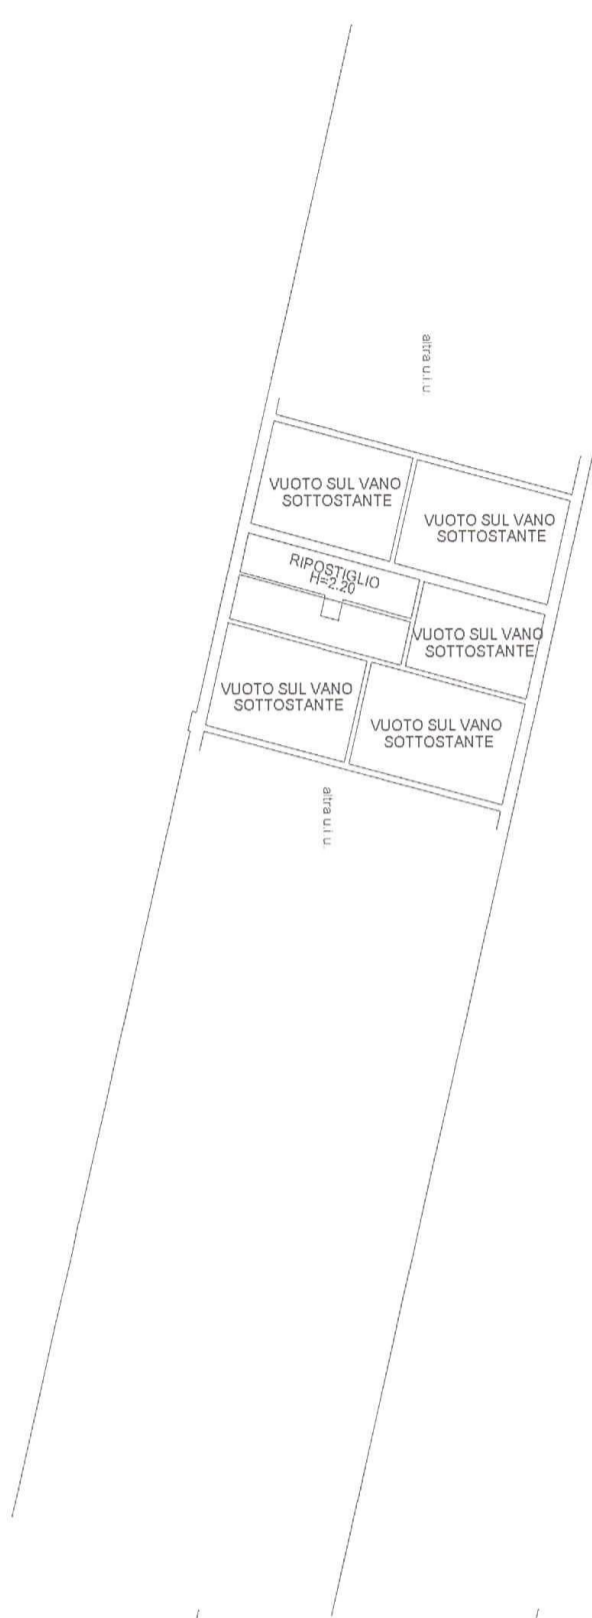 altra u.i.u.
VUOTO SUL VANO
SOTTOSTANTE
VUOTO SUL VANO
SOTTOSTANTE
RIPOSTIGLIO
H=2.20
VUOTO SUL VANO
SOTTOSTANTE
VUOTO SUL VANO
SOTTOSTANTE
VUOTO SUL VANO
SOTTOSTANTE
altra u.i.u.